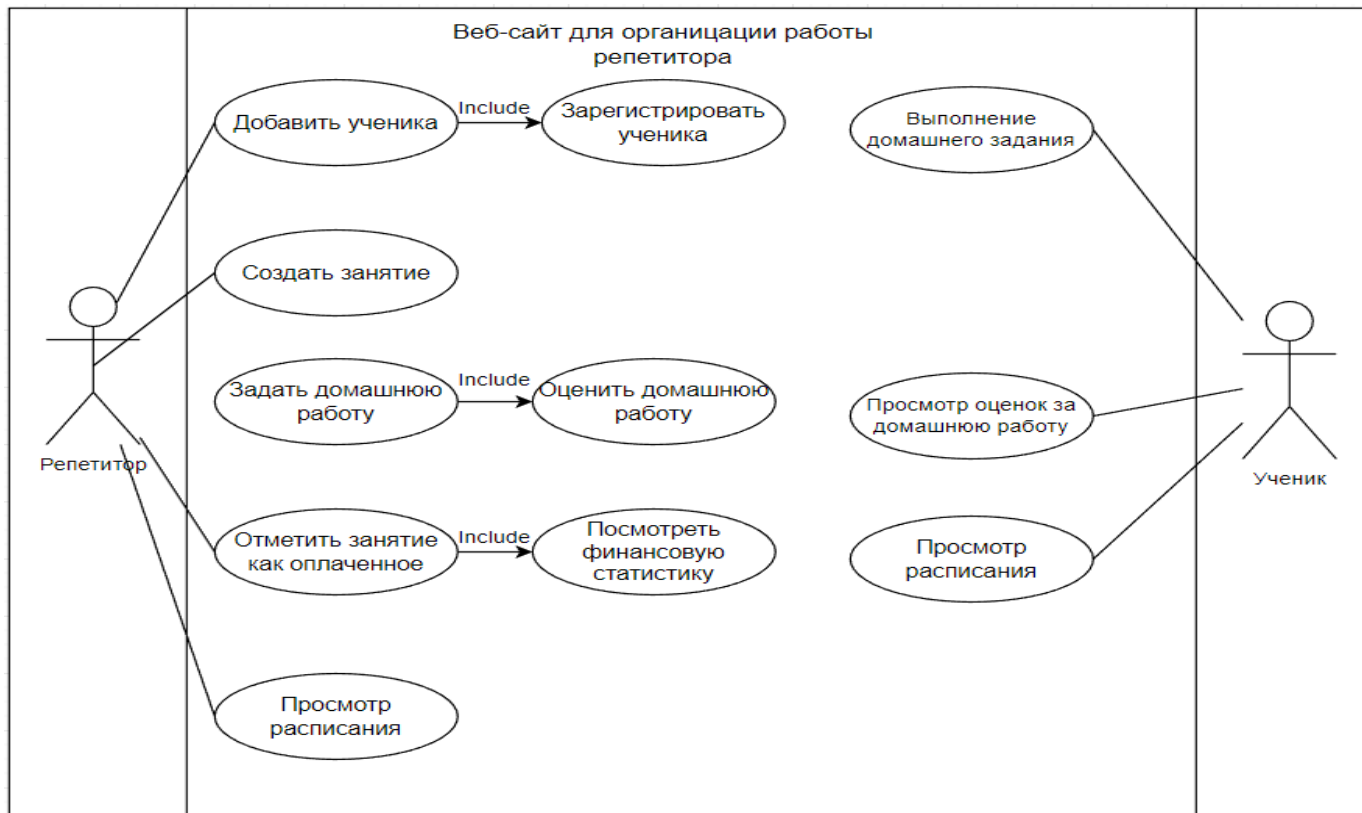 Веб-сайт для органицации работы
репетитора
Добавить ученика
Include
Зарегистрировать
ученика
Выполнение
домашнего задания
Создать занятие
Задать домашнюю
работу
Include
Оценить домашнюю
работу
Просмотр оценок за
домашнюю работу
Репетитор
Ученик
Отметить занятие
как оплаченное
Include
Посмотреть
финансовую
статистику
Просмотр
расписания
Просмотр
расписания